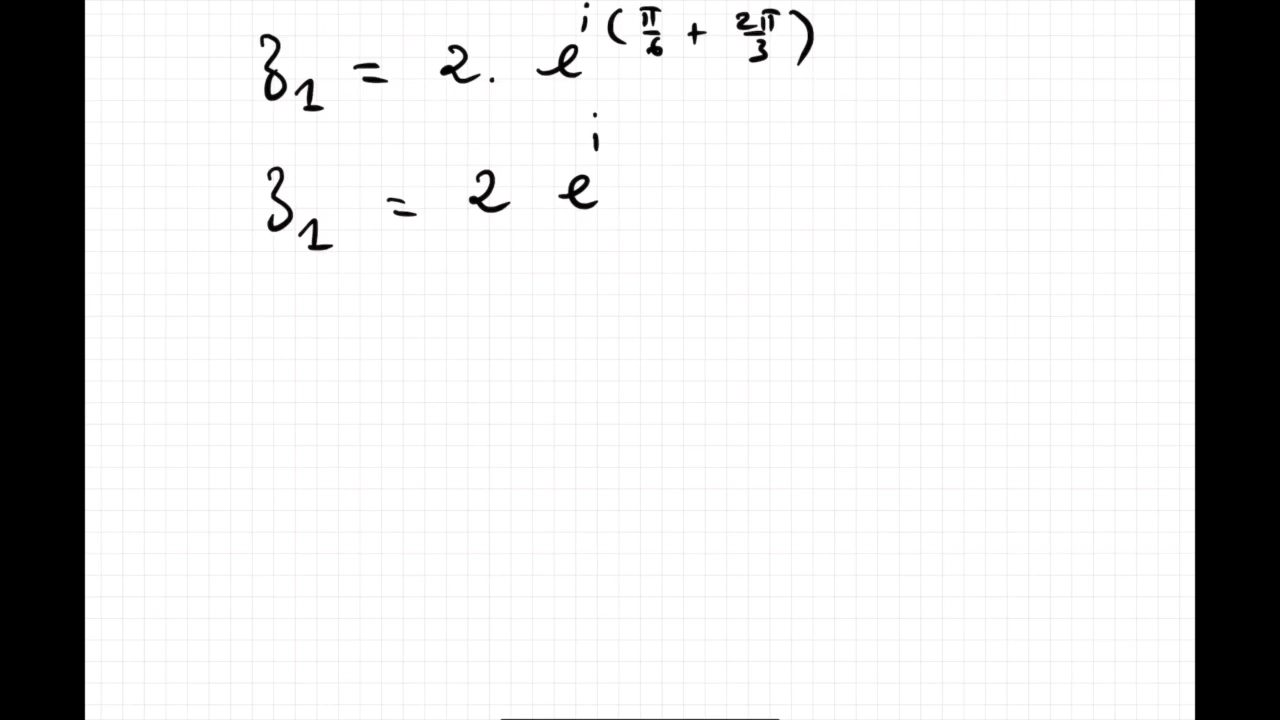 z₁ = 2. e^{i(π/6 + 2π/3)}
z₁ = 2 e^{i}